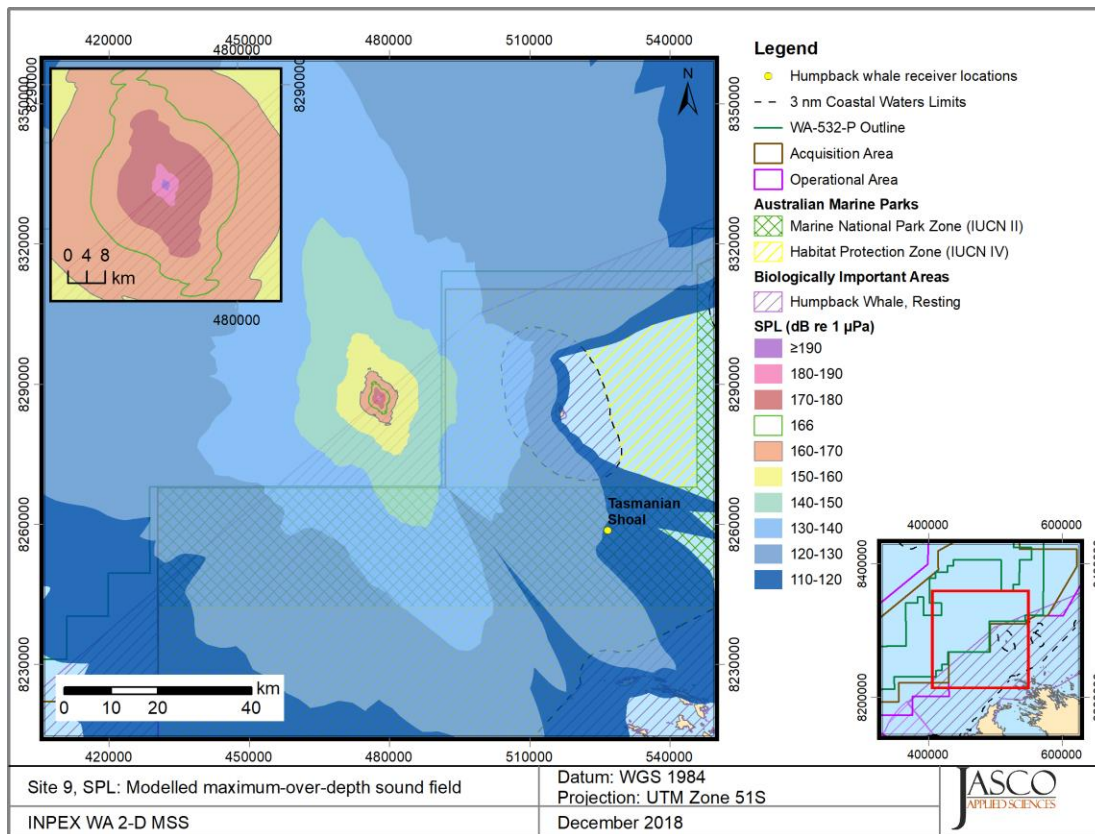 420000
450000
480000
510000
540000
480000
8290000
8350000
8320000
8290000
8260000
8230000
0 4 8
km
480000
N
8350000
8320000
8290000
8260000
8230000
Tasmanian
Shoal
km
0 10 20 40
420000
450000
480000
510000
540000
Legend
Humpback whale receiver locations
3 nm Coastal Waters Limits
WA-532-P Outline
Acquisition Area
Operational Area
Australian Marine Parks
Marine National Park Zone (IUCN II)
Habitat Protection Zone (IUCN IV)
Biologically Important Areas
Humpback Whale, Resting
SPL (dB re 1 µPa)
≥190
180-190
170-180
166
160-170
150-160
140-150
130-140
120-130
110-120
400000
600000
8400000
8200000
400000
600000
Site 9, SPL: Modelled maximum-over-depth sound field
INPEX WA 2-D MSS
Datum: WGS 1984
Projection: UTM Zone 51S
December 2018
JASCO
APPLIED SCIENCES